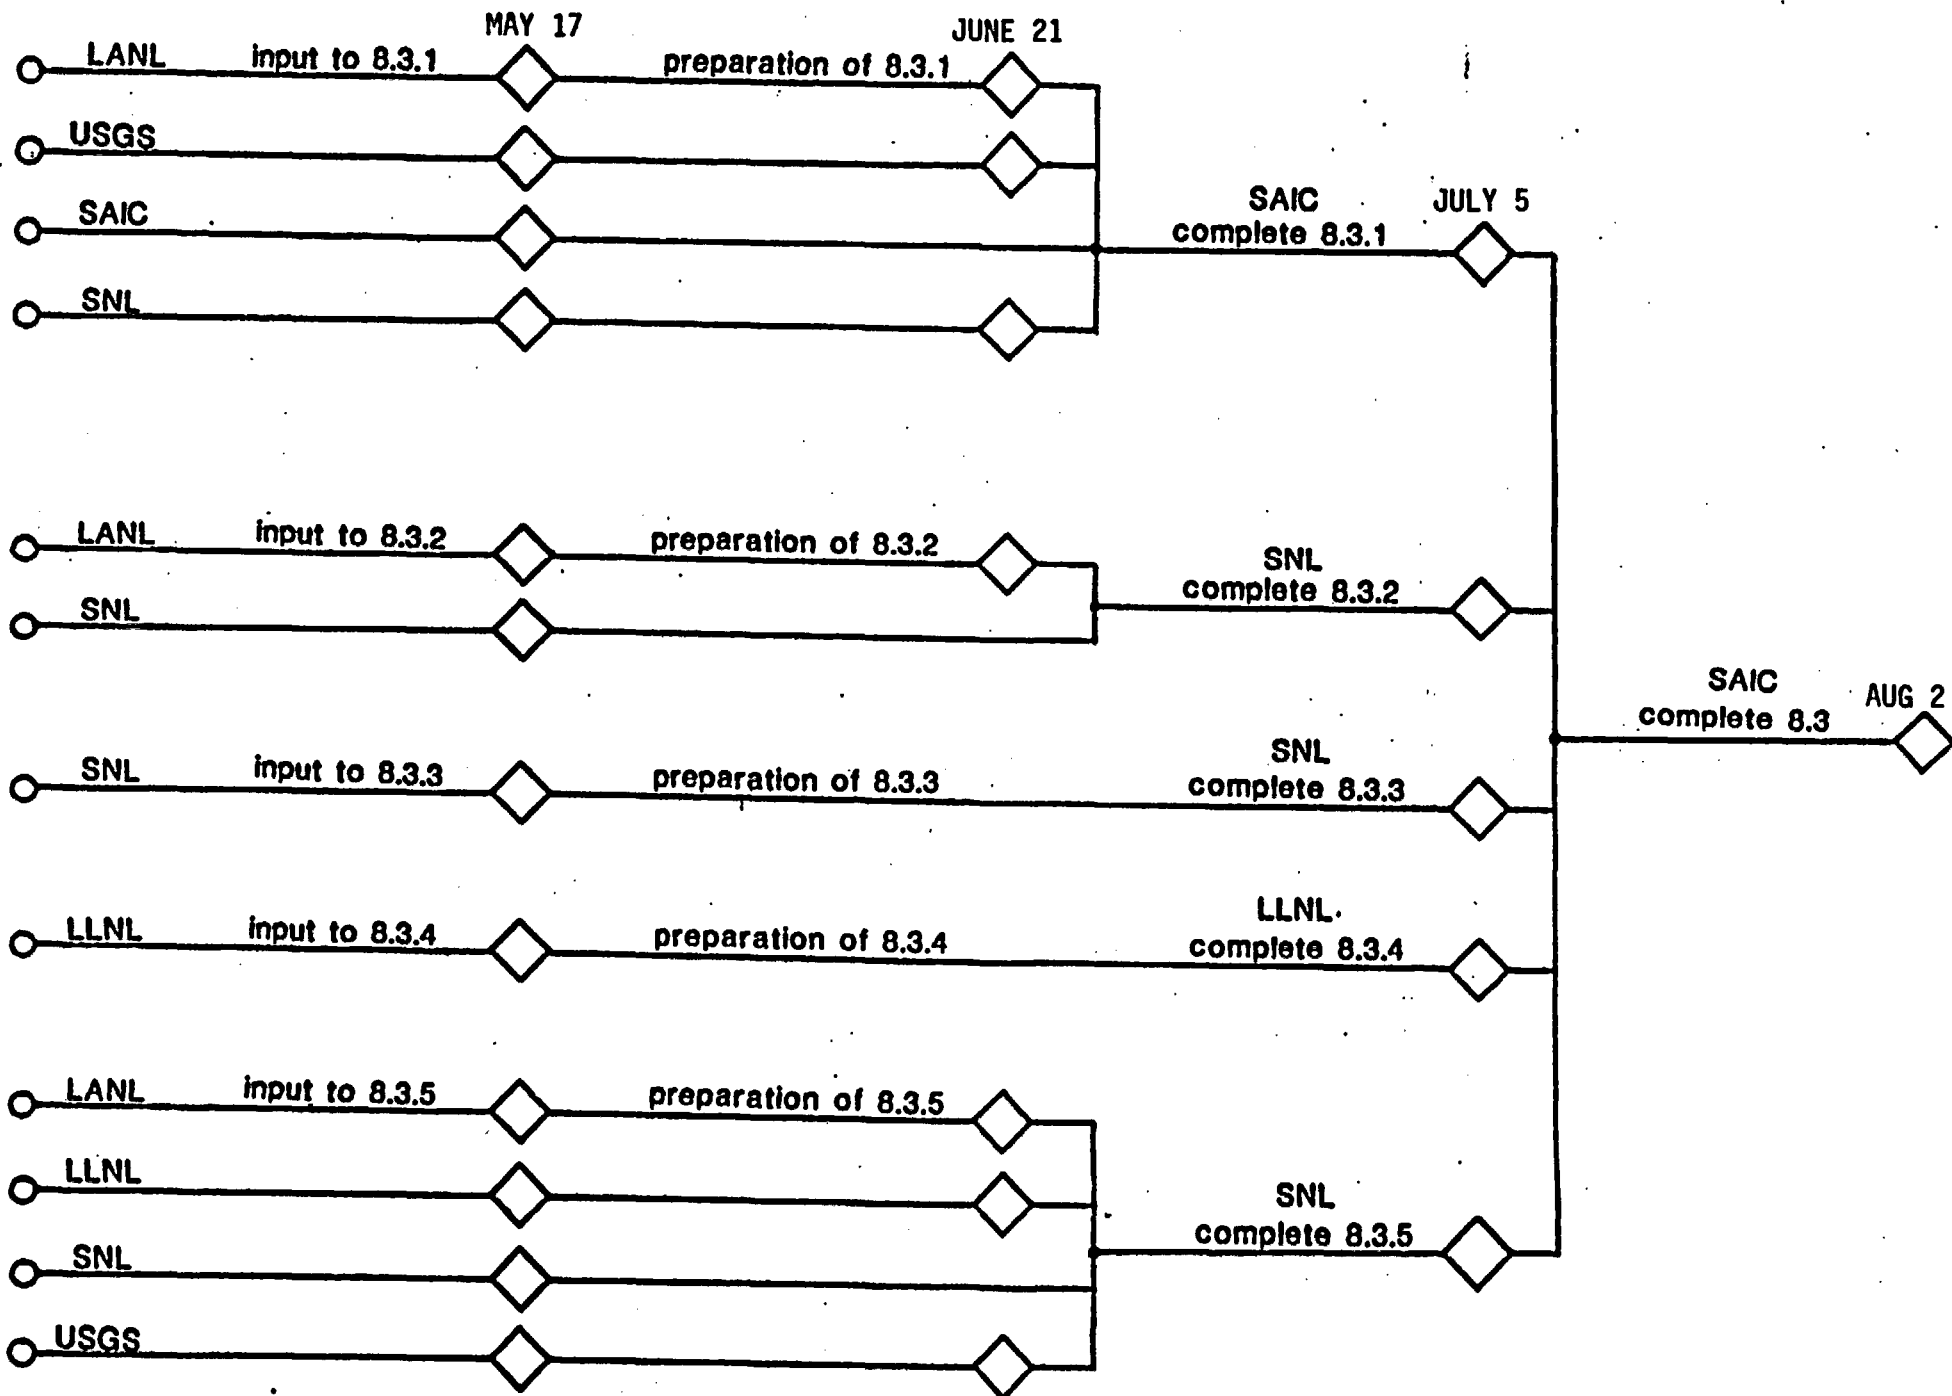 MAY 17
JUNE 21
LANL input to 8.3.1 preparation of 8.3.1
USGS
SAIC
SAIC
complete 8.3.1
JULY 5
SNL
LANL input to 8.3.2 preparation of 8.3.2
SNL
complete 8.3.2
SNL
SAIC
complete 8.3
AUG 2
SNL input to 8.3.3 preparation of 8.3.3
SNL
complete 8.3.3
LLNL input to 8.3.4 preparation of 8.3.4
LLNL
complete 8.3.4
LANL input to 8.3.5 preparation of 8.3.5
LLNL
SNL
complete 8.3.5
SNL
USGS